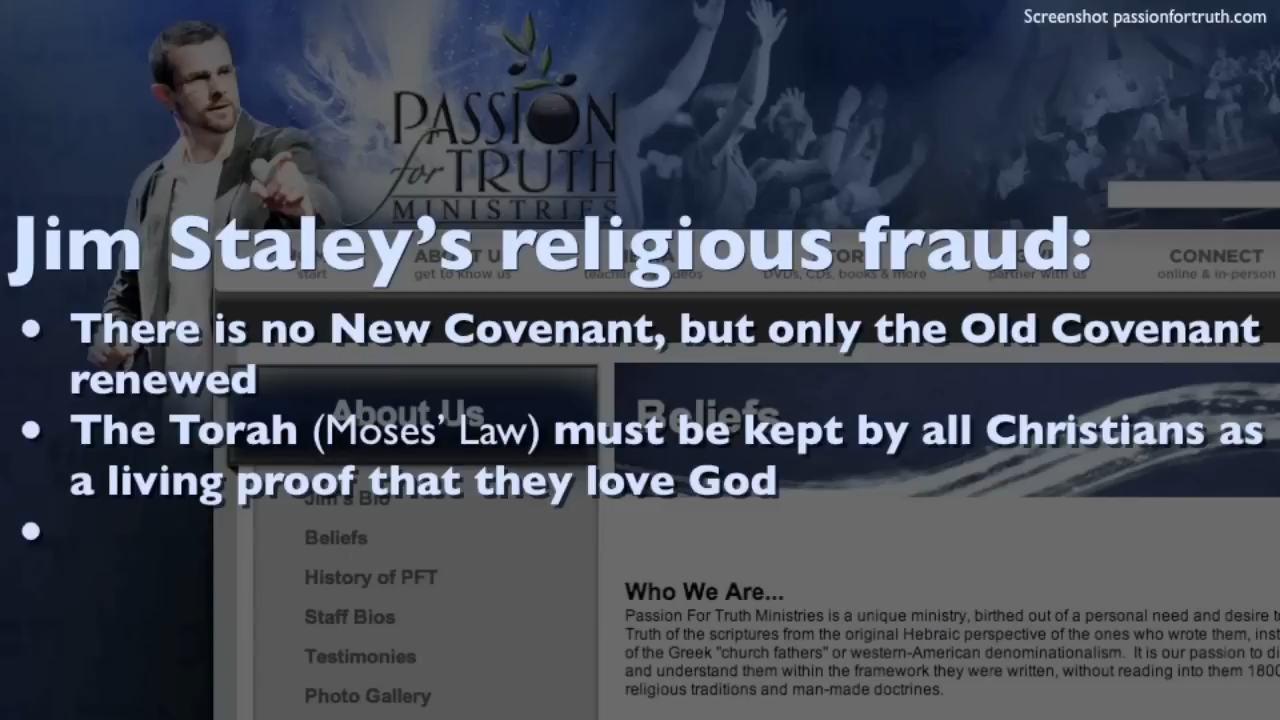 Screenshot passionfortruth.com
PASSION
for TRUTH
MINISTRIES
Jim Staley's religious fraud:
start
get to know us
DVDs, CDs, books & more
partner with us
CONNECT
online & in-person
• There is no New Covenant, but only the Old Covenant
renewed
About Us
Beliefs
• The Torah (Moses' Law) must be kept by all Christians as
a living proof that they love God
•
Jim's Bio
Beliefs
History of PFT
Staff Bios
Testimonies
Photo Gallery
Who We Are...
Passion For Truth Ministries is a unique ministry, birthed out of a personal need and desire
Truth of the scriptures from the original Hebraic perspective of the ones who wrote them,
of the Greek "church fathers" or western-American denominationalism. It is our passion to
and understand them within the framework they were written, without reading into them 1800
religious traditions and man-made doctrines.